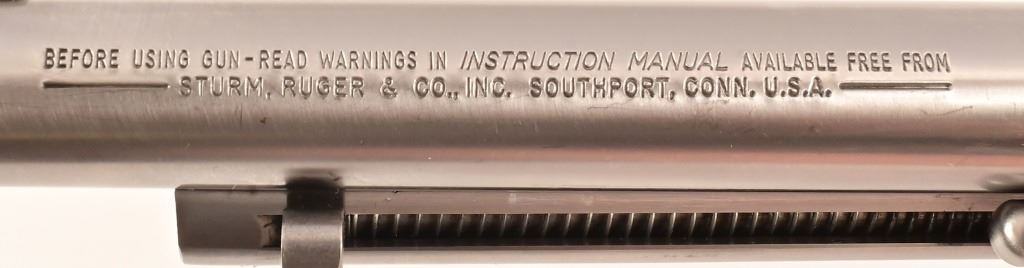 BEFORE USING GUN-READ WARNINGS IN INSTRUCTION MANUAL AVAILABLE FREE FROM
STURM, RUGER & CO., INC. SOUTHPORT, CONN. U.S.A.